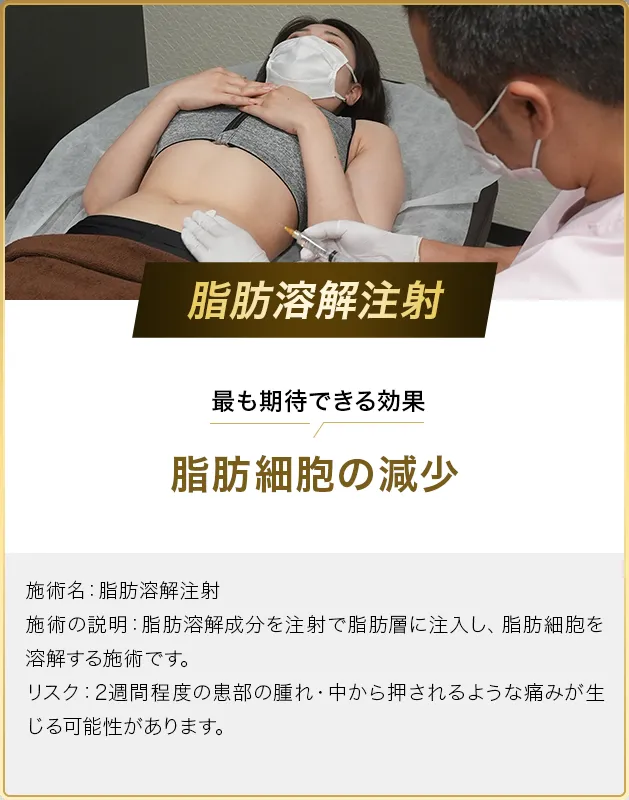 脂肪溶解注射
最も期待できる効果
脂肪細胞の減少
施術名：脂肪溶解注射
施術の説明：脂肪溶解成分を注射で脂肪層に注入し、脂肪細胞を
溶解する施術です。
リスク：2週間程度の患部の腫れ・中から押されるような痛みが生
じる可能性があります。